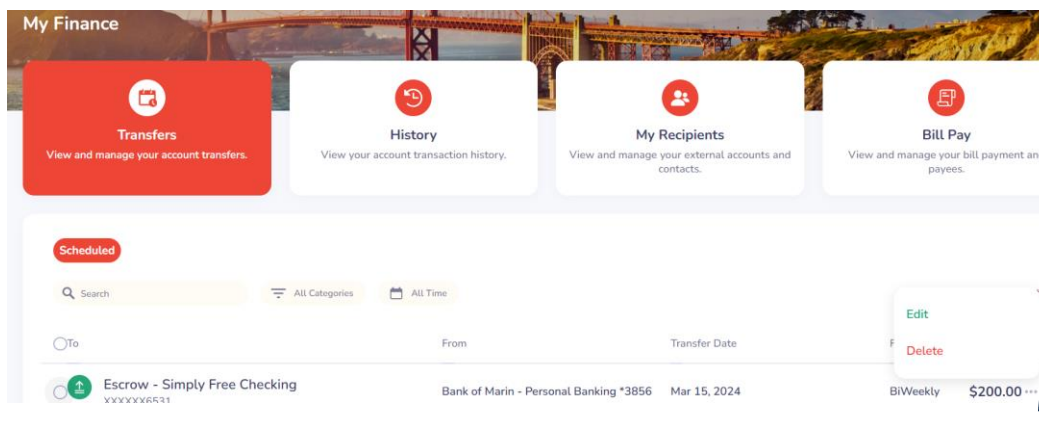 My Finance
Transfers
View and manage your account transfers.
History
View your account transaction history.
My Recipients
View and manage your external accounts and
contacts.
Bill Pay
View and manage your bill payment
payees.
Scheduled
Search
All Categories
All Time
Edit
Delete
To
From
Transfer Date
Escrow - Simply Free Checking
XXXXXX6531
Bank of Marin - Personal Banking *3856
Mar 15, 2024
BiWeekly
$200.00